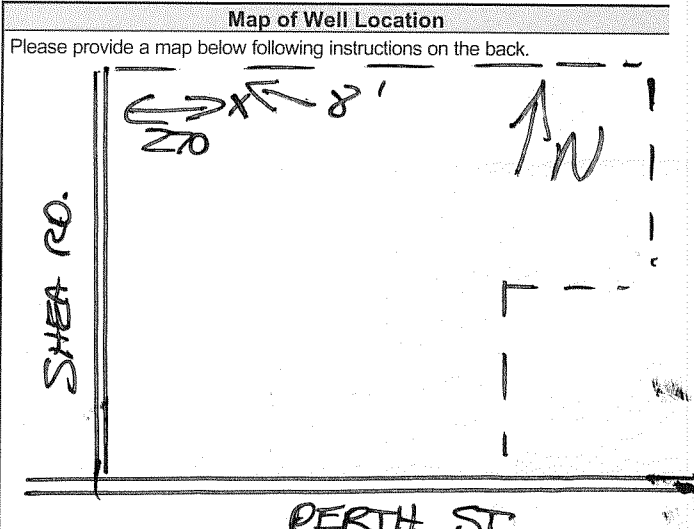 Map of Well Location
Please provide a map below following instructions on the back.
X 8'
270
N
SHEA RD.
PERTH ST